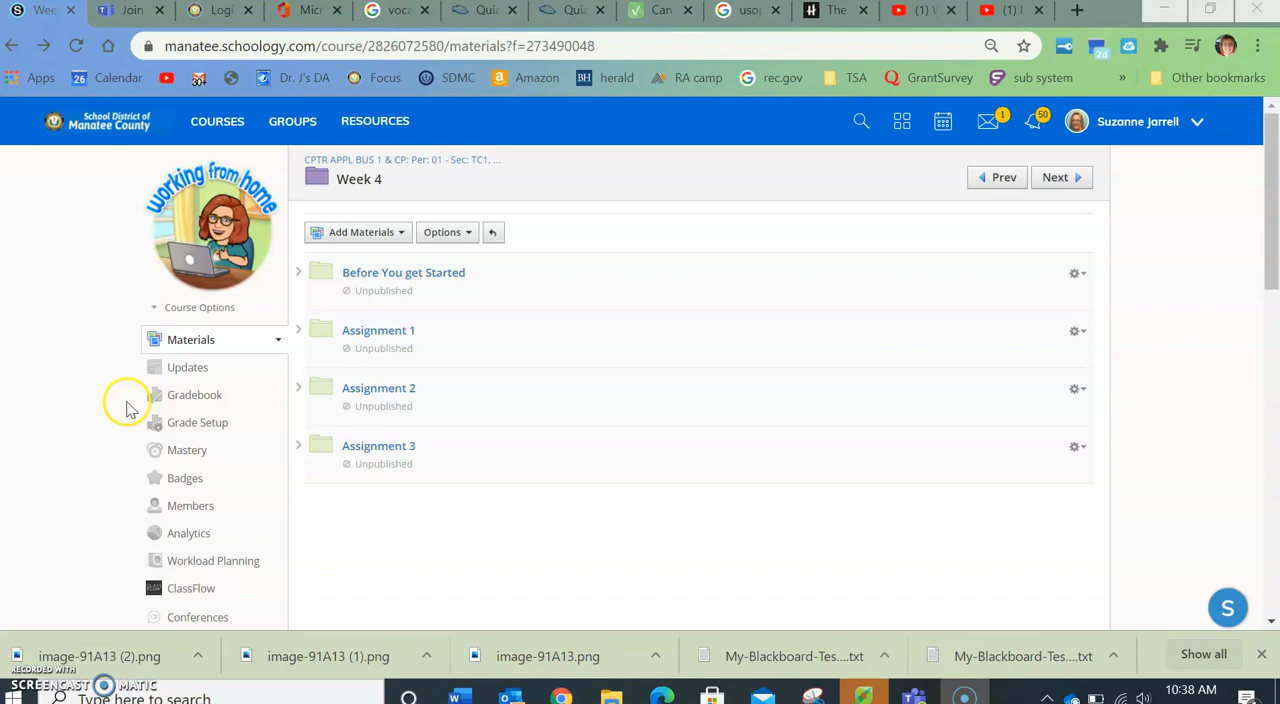 Wee
Join
Logi
Micr
voca
Quiz
Quiz
Can
usop
The
(1) V
(1) I
manatee.schoology.com/course/2826072580/materials?f=273490048
2d
Apps
26 Calendar
30+
Dr. J's DA
Focus
SDMC
Amazon
BH herald
RA camp
rec.gov
TSA
GrantSurvey
sub system
»
Other bookmarks
School District of
Manatee County
COURSES
GROUPS
RESOURCES
1
50
Suzanne Jarrell
working from home
CPTR APPL BUS 1 & CP: Per: 01 - Sec: TC1, ...
Week 4
Prev
Next
Add Materials
Options
Before You get Started
Unpublished
Assignment 1
Unpublished
Assignment 2
Unpublished
Assignment 3
Unpublished
Course Options
Materials
Updates
Gradebook
Grade Setup
Mastery
Badges
Members
Analytics
Workload Planning
ClassFlow
Conferences
S
image-91A13 (2).png
image-91A13 (1).png
image-91A13.png
My-Blackboard-Tes....txt
My-Blackboard-Tes....txt
Show all
RECORDED WITH
SCREENCAST MATIC
Type here to search
10:38 AM